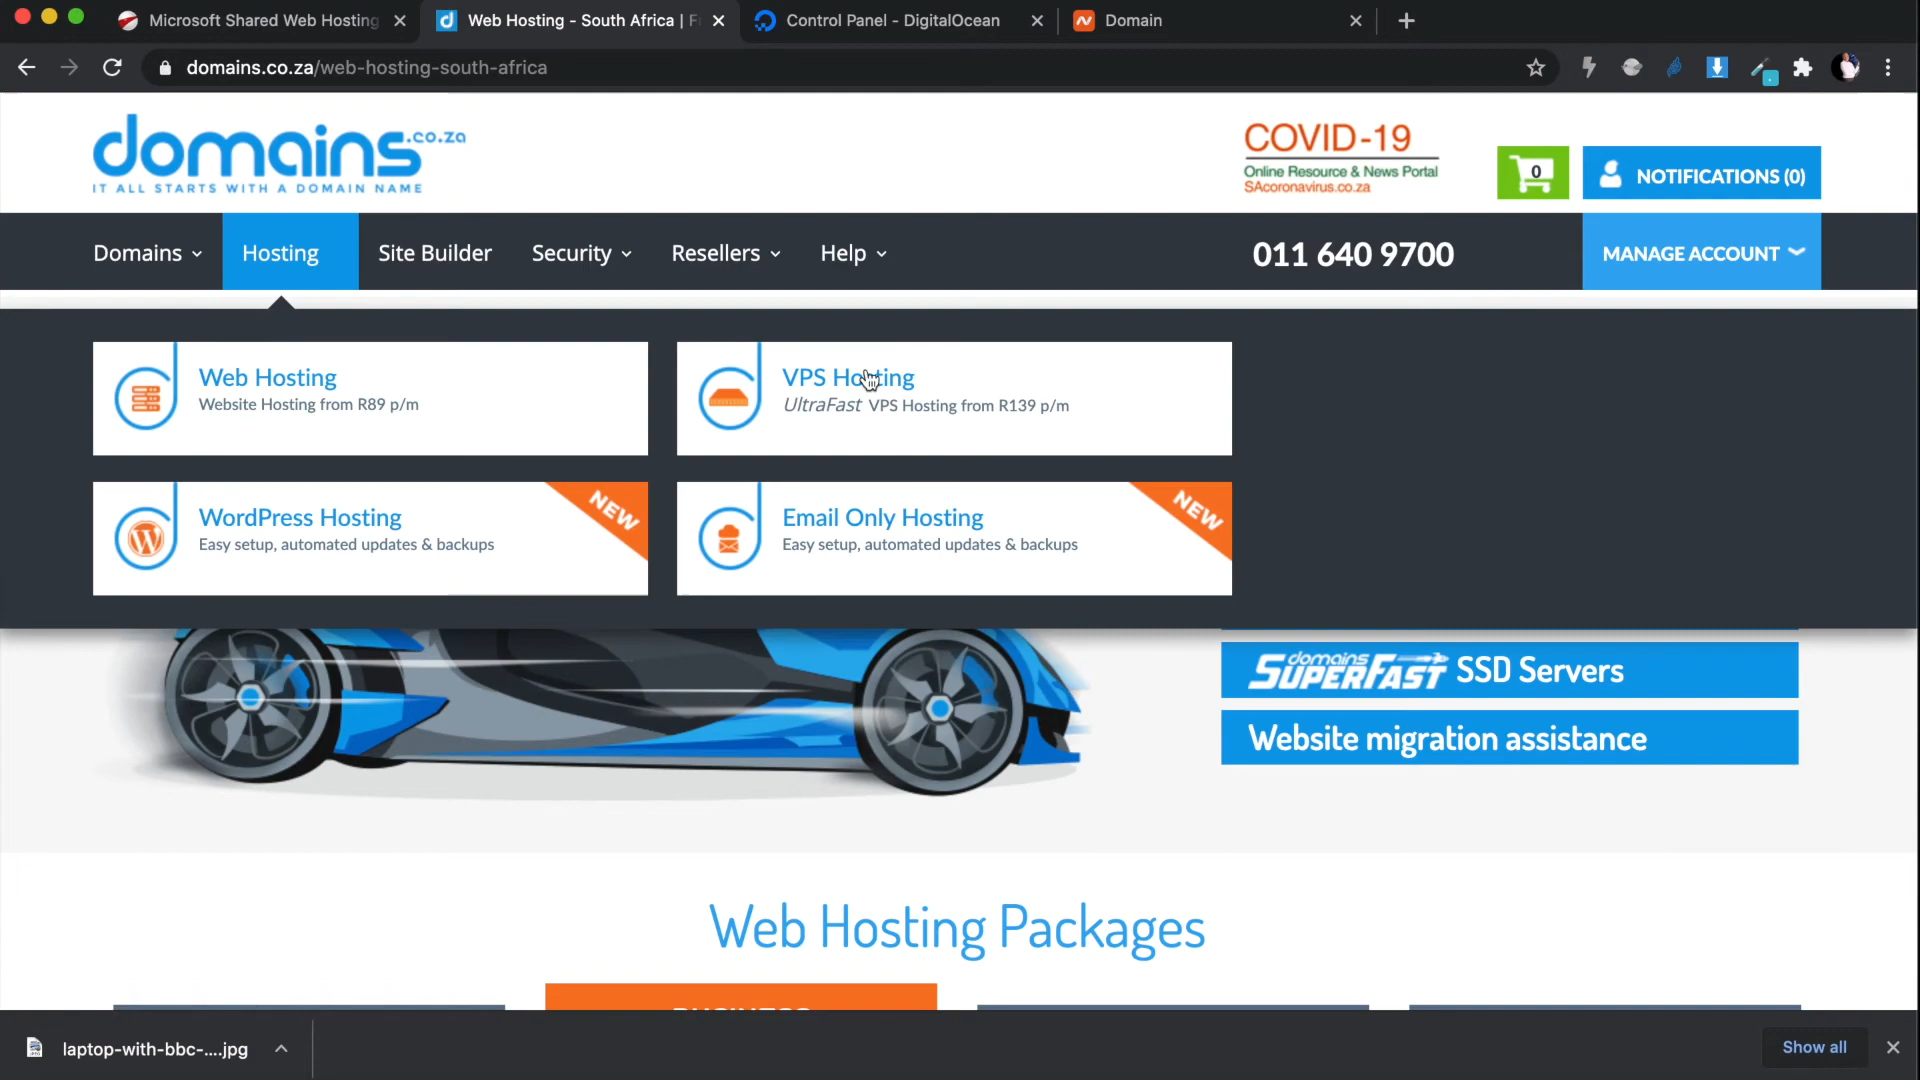 Microsoft Shared Web Hosting
Web Hosting - South Africa | F
Control Panel - DigitalOcean
Domain
domains.co.za/web-hosting-south-africa
domains.co.za
IT ALL STARTS WITH A DOMAIN NAME
COVID-19
Online Resource & News Portal
SAcoronavirus.co.za
0
NOTIFICATIONS (0)
Domains
Hosting
Site Builder
Security
Resellers
Help
011 640 9700
MANAGE ACCOUNT
Web Hosting
Website Hosting from R89 p/m
VPS Hosting
UltraFast VPS Hosting from R139 p/m
WordPress Hosting
Easy setup, automated updates & backups
NEW
Email Only Hosting
Easy setup, automated updates & backups
NEW
domains SUPERFAST SSD Servers
Website migration assistance
Web Hosting Packages
BUSINESS
laptop-with-bbc-....jpg
Show all